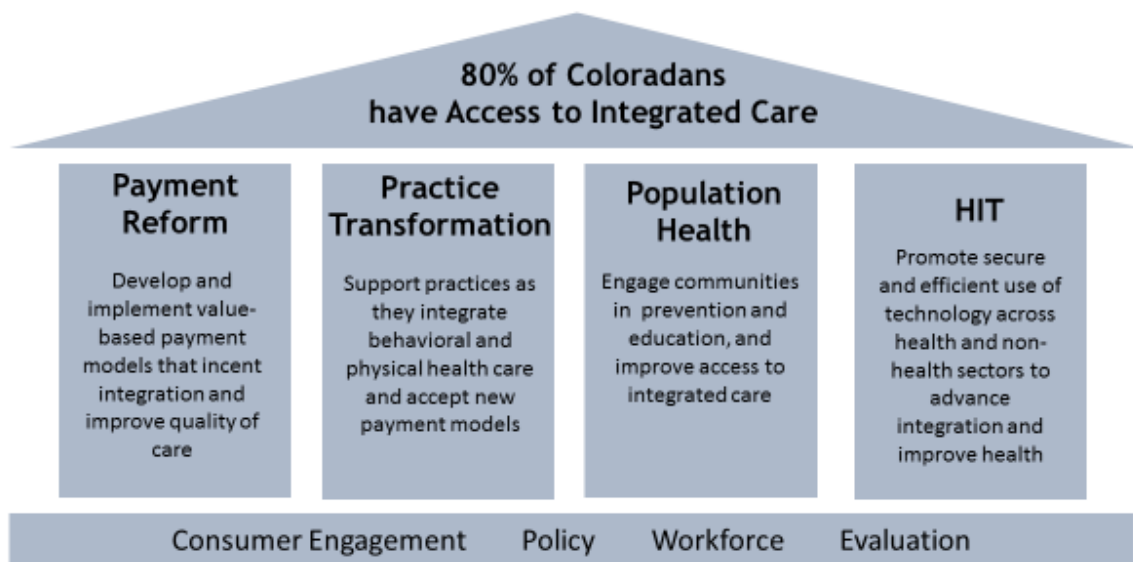 80% of Coloradans
have Access to Integrated Care
Payment
Reform
Develop and
implement value-
based payment
models that incent
integration and
improve quality of
care
Practice
Transformation
Support practices as
they integrate
behavioral and
physical health care
and accept new
payment models
Population
Health
Engage communities
in prevention and
education, and
improve access to
integrated care
HIT
Promote secure
and efficient use of
technology across
health and non-
health sectors to
advance
integration and
improve health
Consumer Engagement Policy Workforce Evaluation